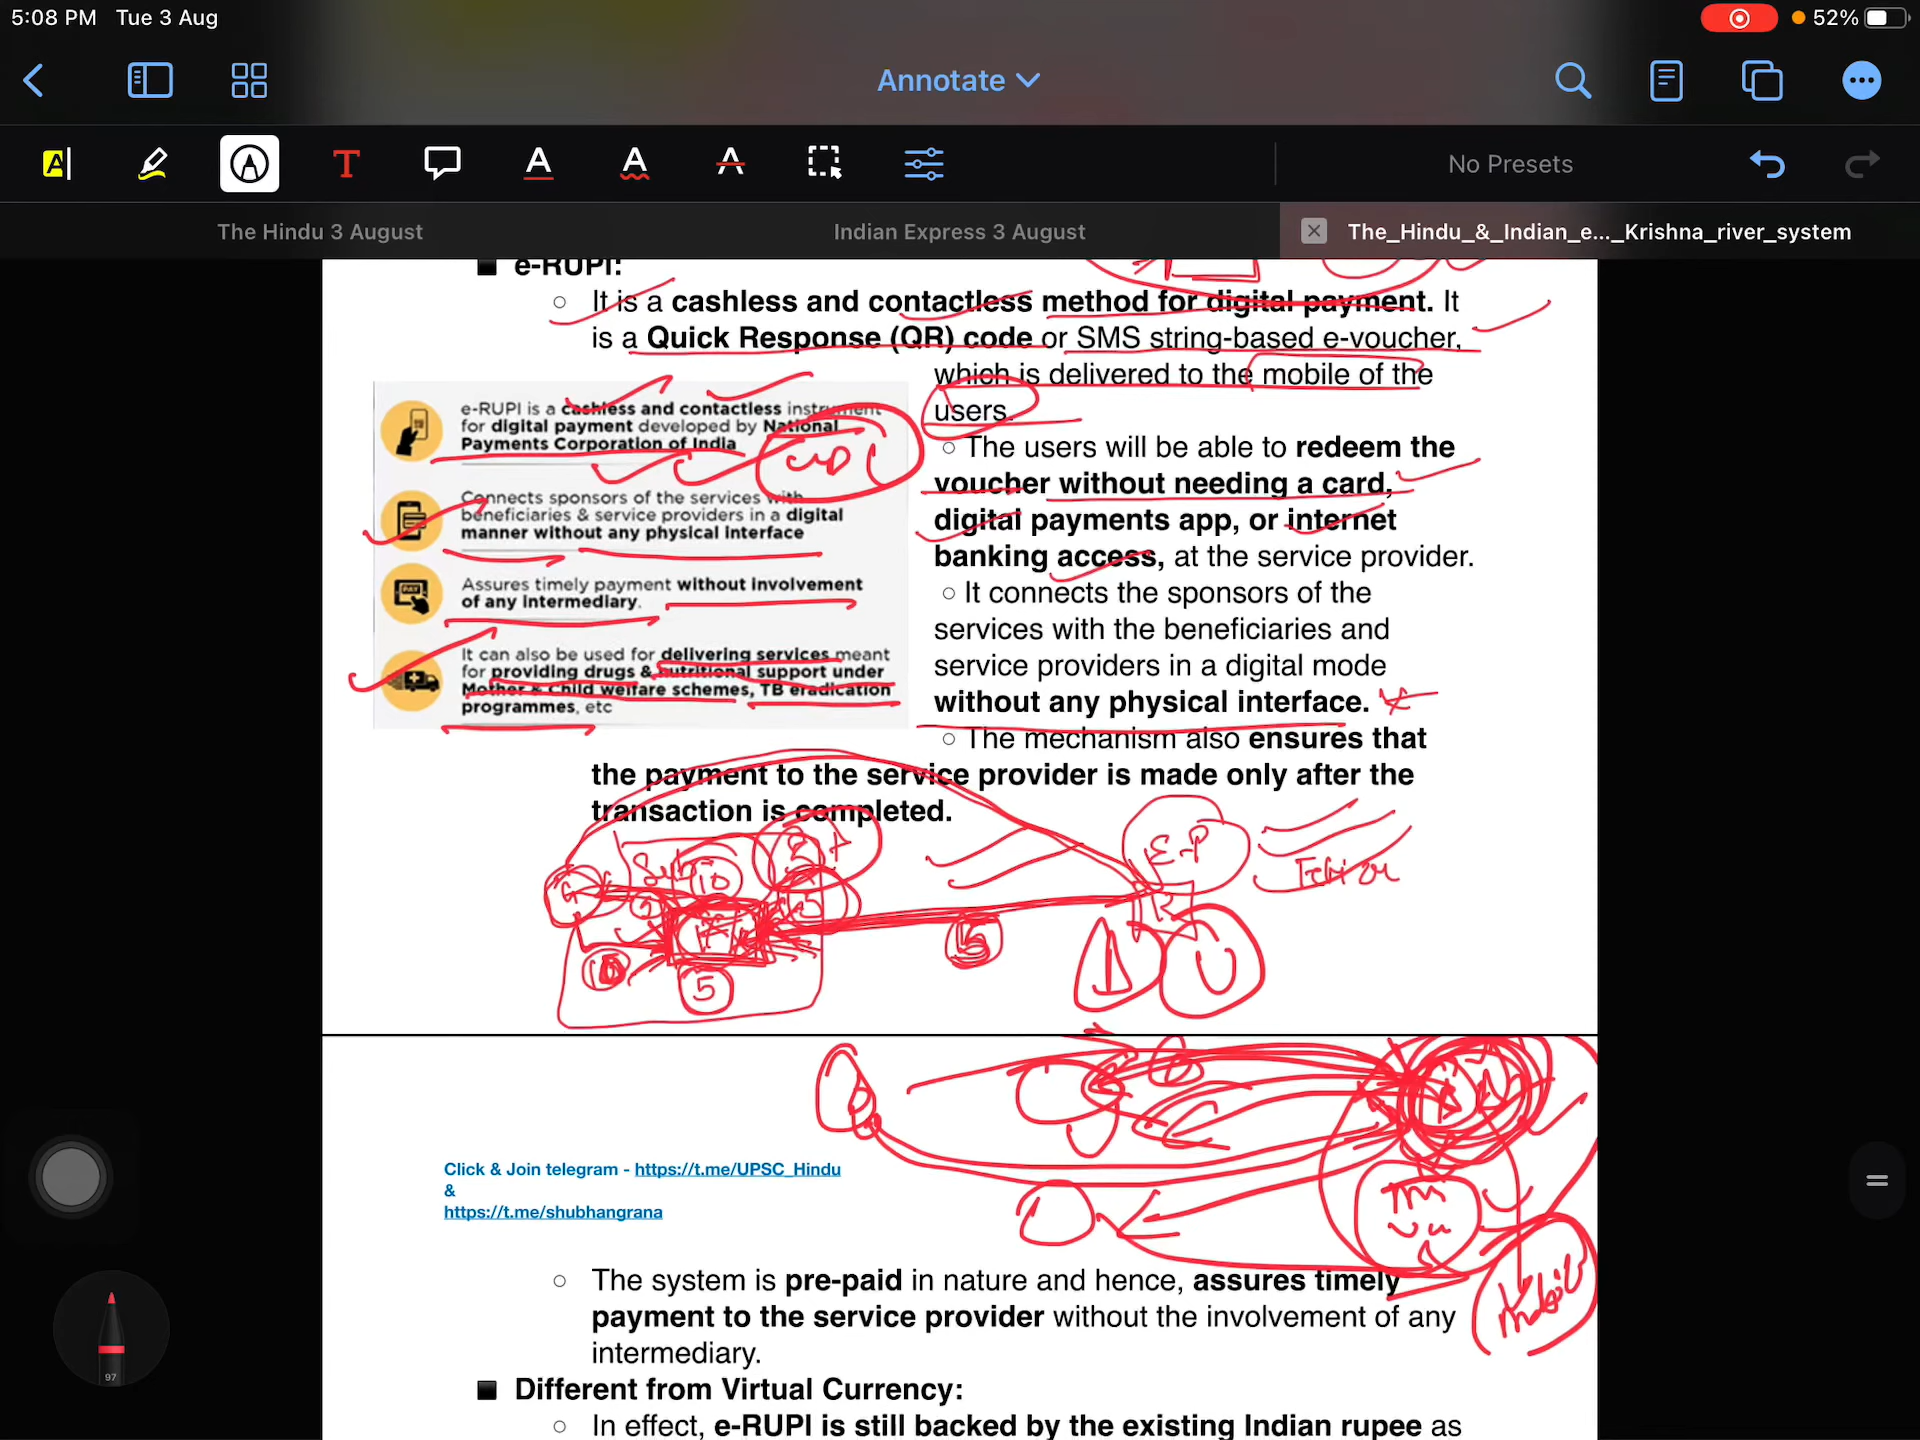 5:08 PM Tue 3 Aug
52%
Annotate
No Presets
The Hindu 3 August
Indian Express 3 August
The_Hindu_&_Indian_e..._Krishna_river_system
e-RUPI:
It is a cashless and contactless method for digital payment. It
is a Quick Response (QR) code or SMS string-based e-voucher,
which is delivered to the mobile of the
users.
The users will be able to redeem the
voucher without needing a card,
digital payments app, or internet
banking access, at the service provider.
It connects the sponsors of the
services with the beneficiaries and
service providers in a digital mode
without any physical interface.
The mechanism also ensures that
the payment to the service provider is made only after the
transaction is completed.
e-RUPI is a cashless and contactless instrument
for digital payment developed by National
Payments Corporation of India
Connects sponsors of the services with
beneficiaries & service providers in a digital
manner without any physical interface
Assures timely payment without involvement
of any intermediary.
It can also be used for delivering services meant
for providing drugs & nutritional support under
Mother & Child welfare schemes, TB eradication
programmes, etc
E-P
10
5
5
R
U
Click & Join telegram - https://t.me/UPSC_Hindu
&
https://t.me/shubhangrana
The system is pre-paid in nature and hence, assures timely
payment to the service provider without the involvement of any
intermediary.
Different from Virtual Currency:
In effect, e-RUPI is still backed by the existing Indian rupee as
97